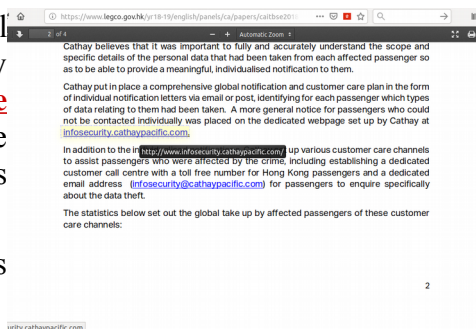 https://www.legco.gov.hk/yr18-19/english/panels/ca/papers/caitbse201
2 of 4
Automatic Zoom
Cathay believes that it was important to fully and accurately understand the scope and
specific details of the personal data that had been taken from each affected passenger so
as to be able to provide a meaningful, individualised notification to them.
Cathay put in place a comprehensive global notification and customer care plan in the form
of individual notification letters via email or post, identifying for each passenger which types
of data relating to them had been taken. A more general notice for passengers who could
not be contacted individually was placed on the dedicated webpage set up by Cathay at
infosecurity.cathaypacific.com.
http://www.infosecurity.cathaypacific.com/
In addition to the in up various customer care channels
to assist passengers who were affected by the crime, including establishing a dedicated
customer call centre with a toll free number for Hong Kong passengers and a dedicated
email address (infosecurity@cathaypacific.com) for passengers to enquire specifically
about the data theft.
The statistics below set out the global take up by affected passengers of these customer
care channels:
2
urity.cathaypacific.com